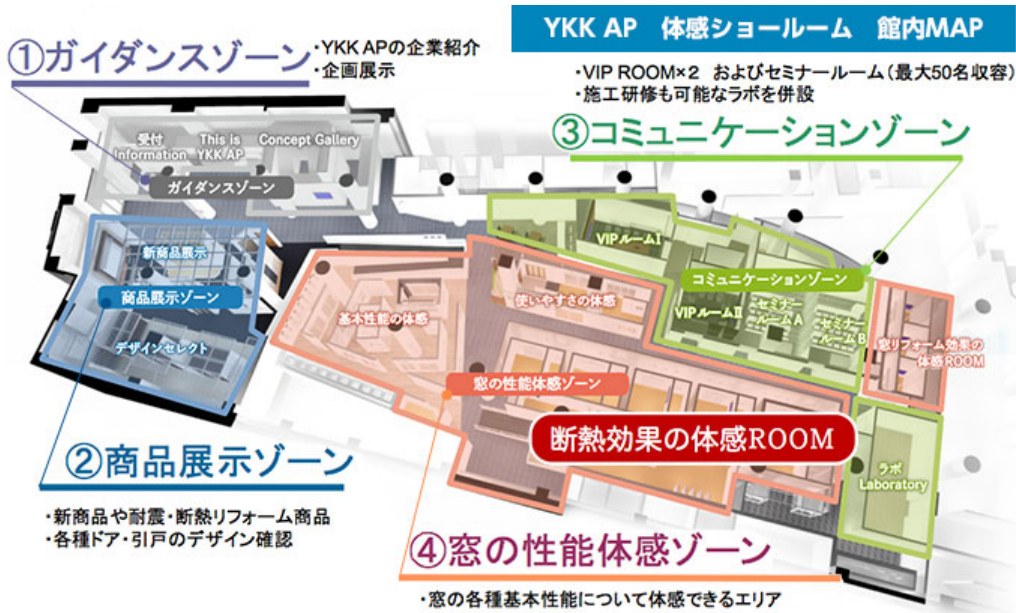 YKK AP 体感ショールーム 館内MAP
①ガイダンスゾーン
・YKK APの企業紹介
・企画展示
・VIP ROOM×2 およびセミナールーム(最大50名収容)
・施工研修も可能なラボを併設
③コミュニケーションゾーン
受付
Information
This is
YKK AP
Concept Gallery
ガイダンスゾーン
新商品展示
商品展示ゾーン
デザインセレクト
基本性能の体感
使いやすさの体感
窓の性能体感ゾーン
VIPルームⅠ
コミュニケーションゾーン
VIPルームⅡ
セミナー
ルームA
セミナー
ルームB
窓リフォーム効果の
体感ROOM
断熱効果の体感ROOM
ラボ
Laboratory
②商品展示ゾーン
・新商品や耐震・断熱リフォーム商品
・各種ドア・引戸のデザイン確認
④窓の性能体感ゾーン
・窓の各種基本性能について体感できるエリア